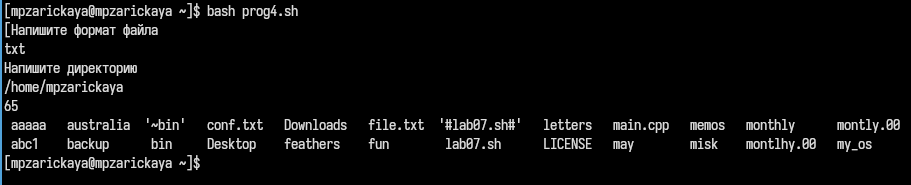 [mpzarickaya@mpzarickaya ~]$ bash prog4.sh
[Напишите формат файла
txt
Напишите директорию
/home/mpzarickaya
65
aaaaa australia '~bin' conf.txt Downloads file.txt '#lab07.sh#' letters main.cpp memos monthly montly.00
abc1 backup bin Desktop feathers fun lab07.sh LICENSE may misk montlhy.00 my_os
[mpzarickaya@mpzarickaya ~]$